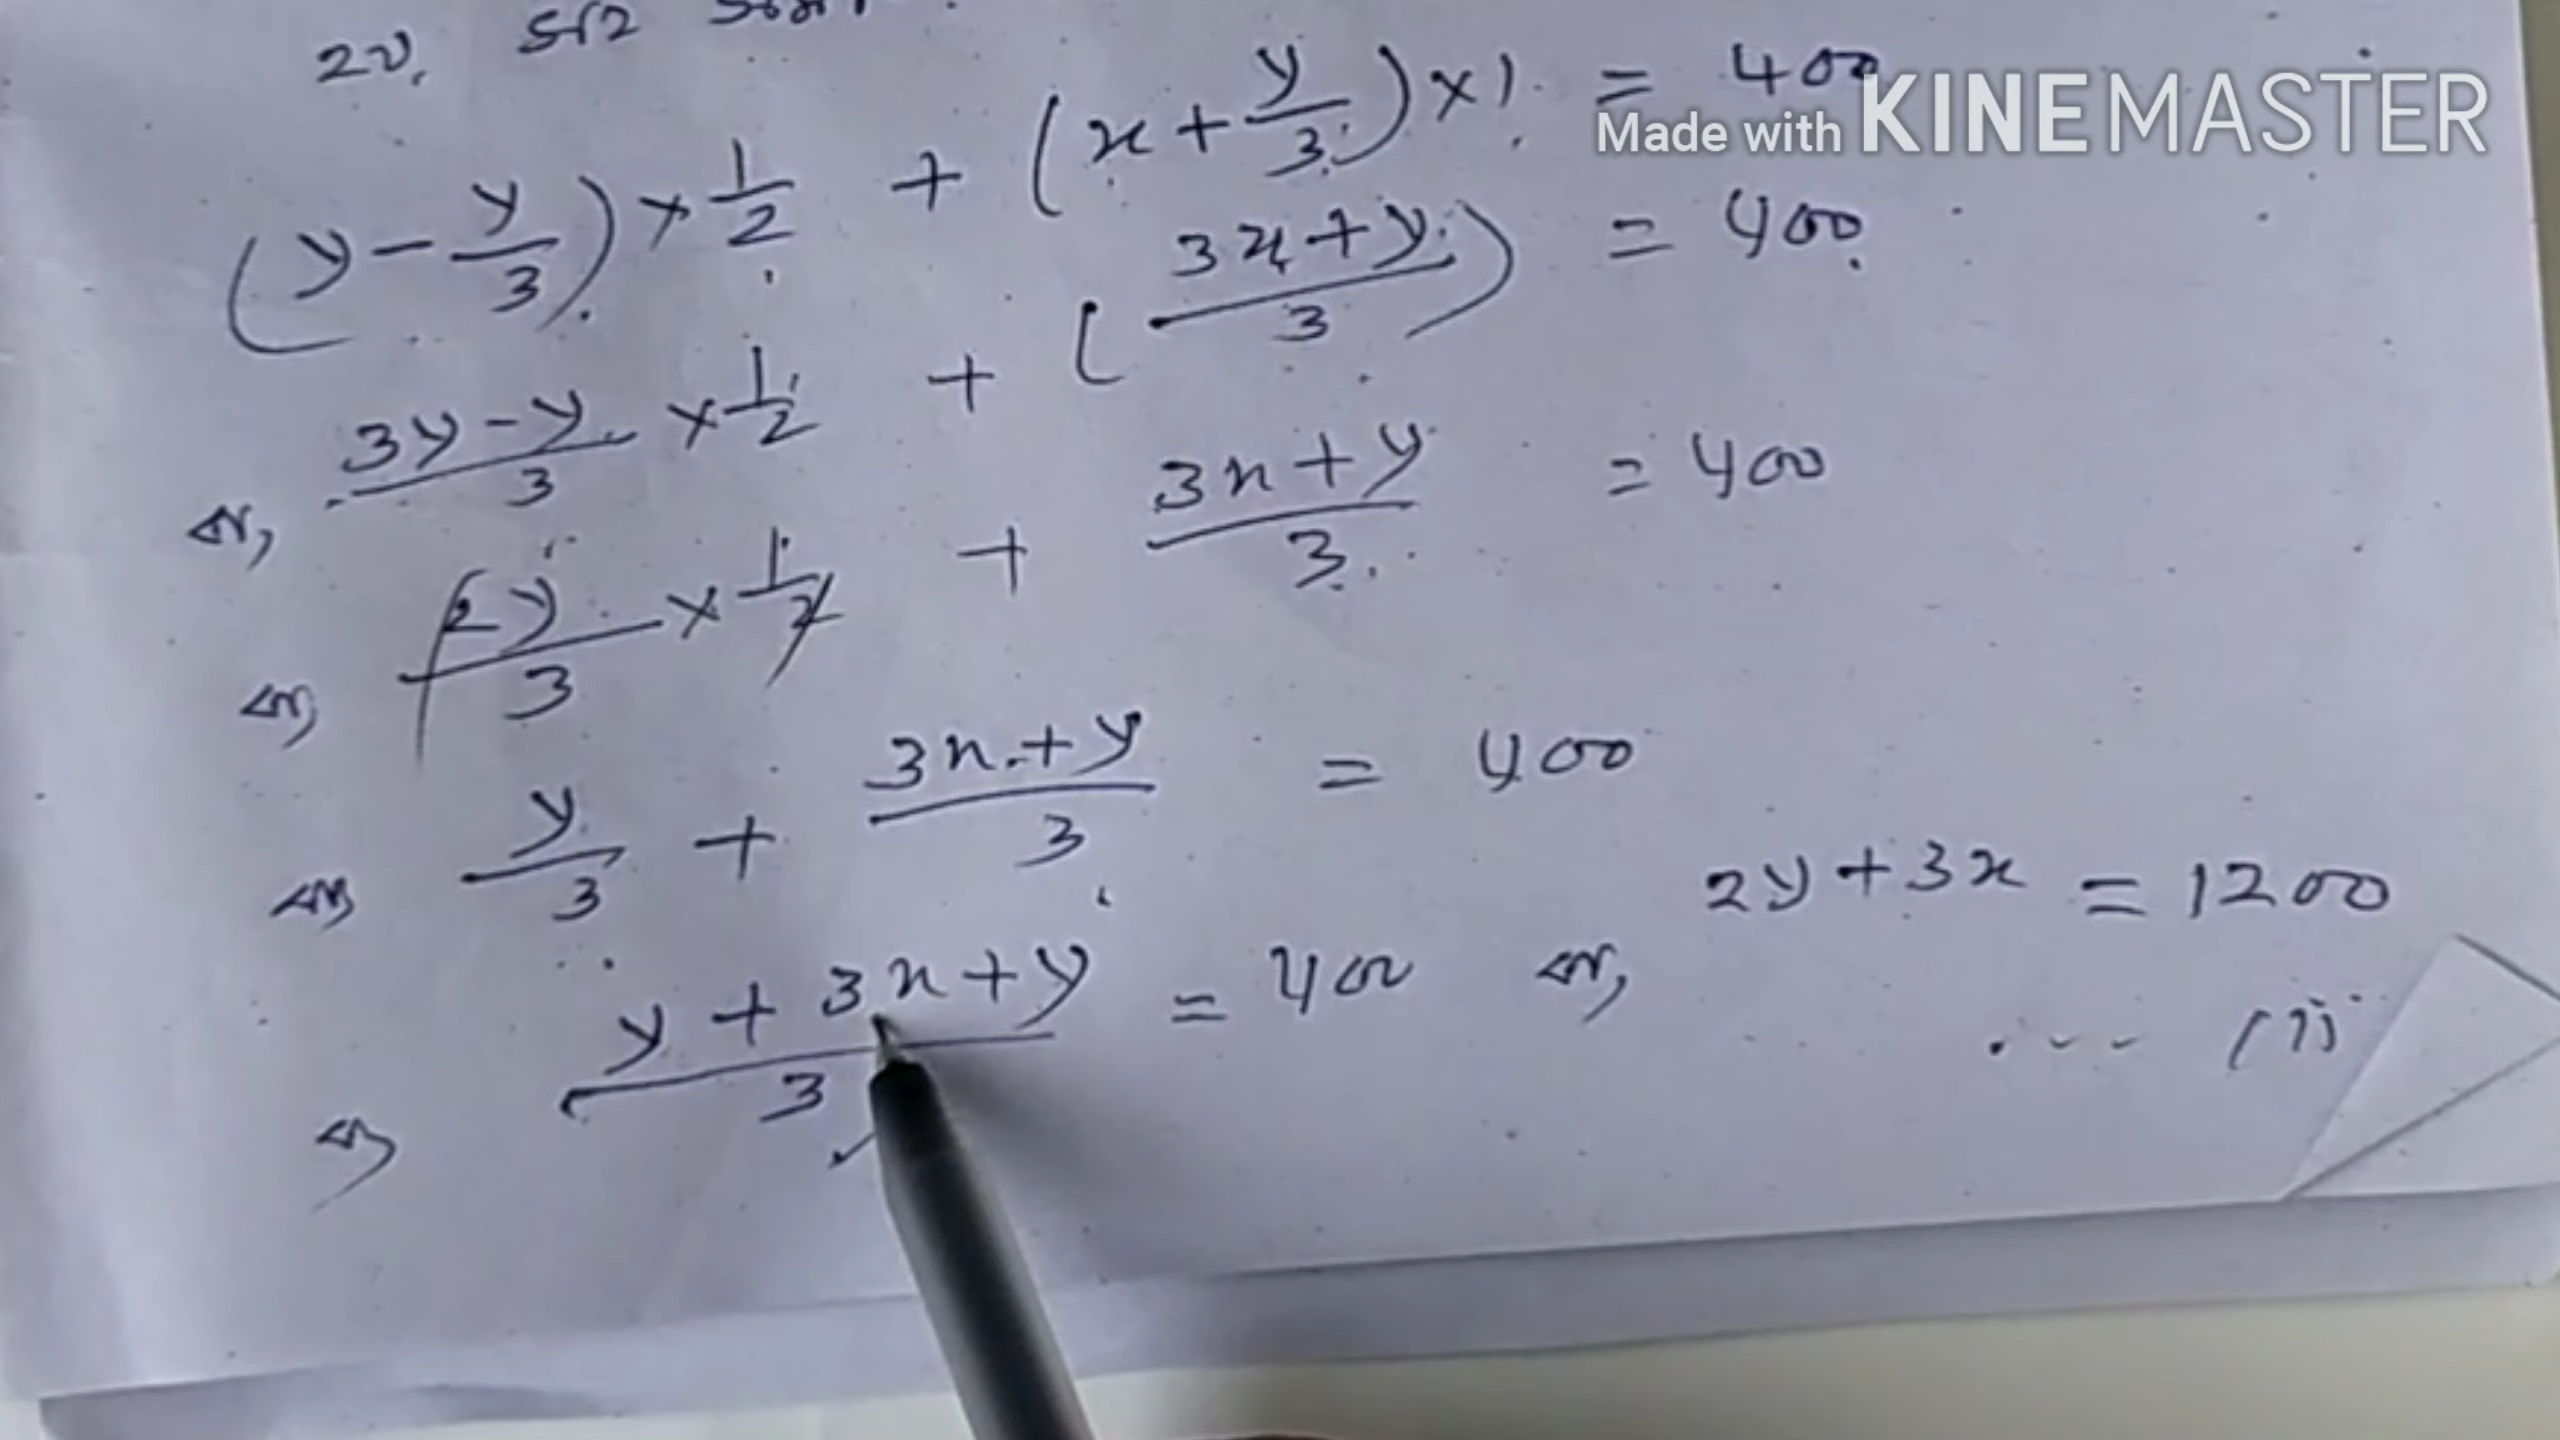 (y - y/3) × 1/2 + (x + y/3) × 1 = 400
Made with KINEMASTER
বা, (3y - y)/3 × 1/2 + ((3x + y)/3) = 400
বা, 2y/3 × 1/2 + (3x + y)/3 = 400
বা, y/3 + (3x + y)/3 = 400
বা, (y + 3x + y)/3 = 400 বা, 2y + 3x = 1200